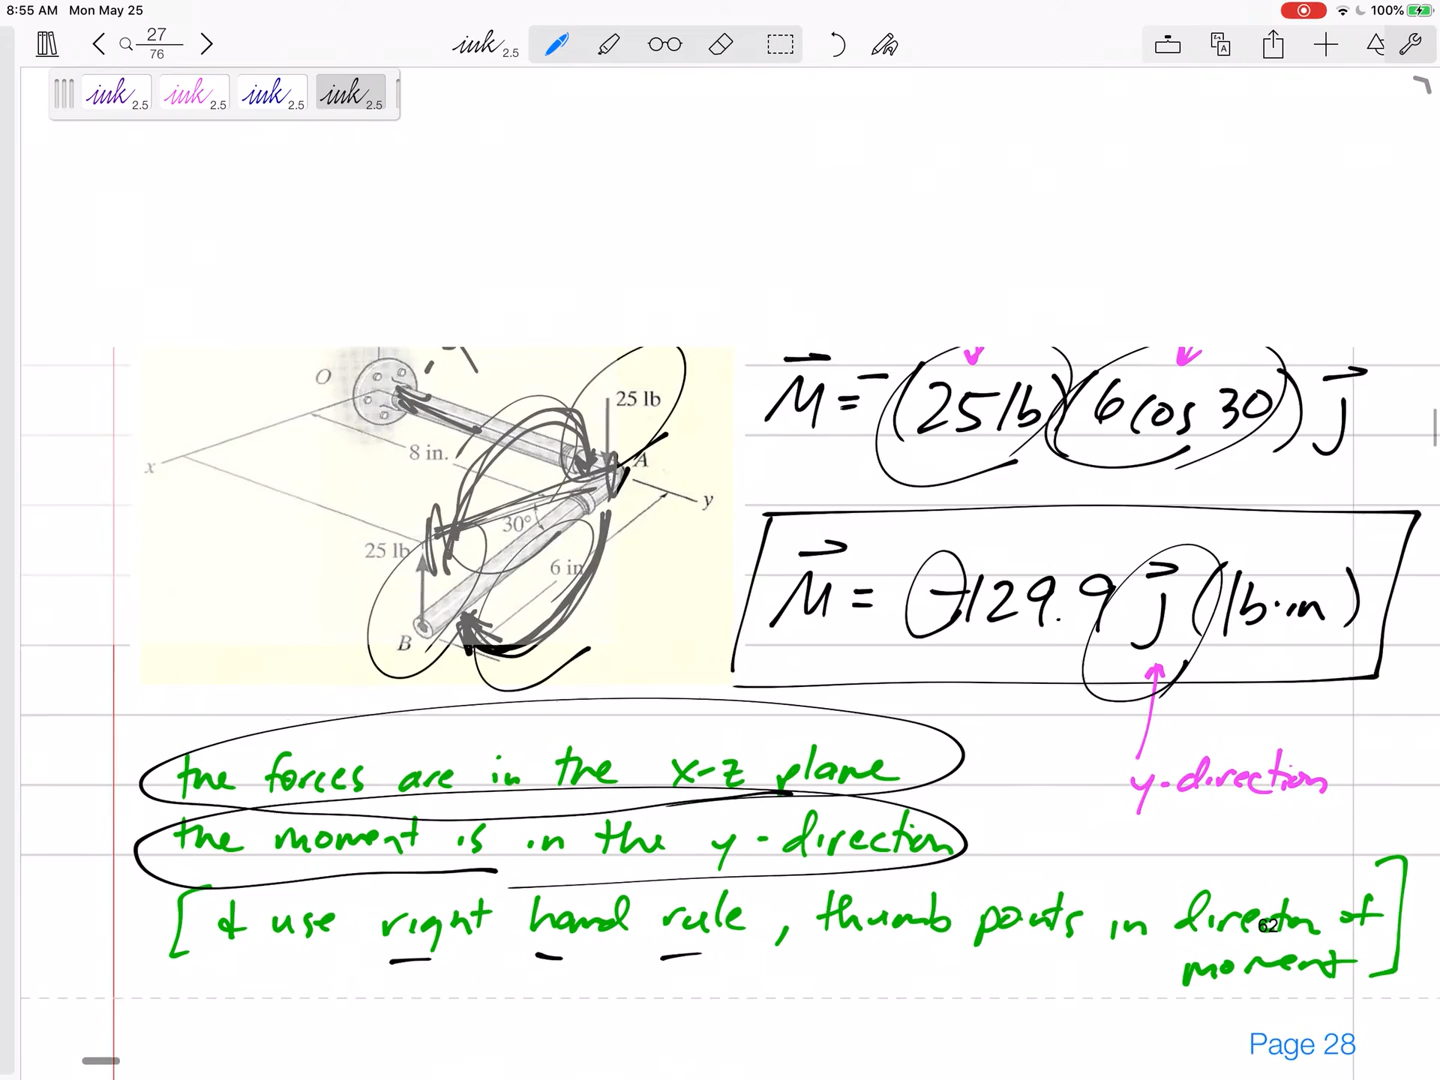 8:55 AM Mon May 25
100%
27
76
ink 2.5
ink 2.5
ink 2.5
ink 2.5
ink 2.5
O
25 lb
8 in.
A
x
y
30°
25 lb
6 in
B
M = -(25 lb)(6 cos 30) j
M = -129.9 j (lb·in)
y-direction
the forces are in the x-z plane
the moment is in the y-direction
[& use right hand rule, thumb points in directn of
moment]
62
Page 28